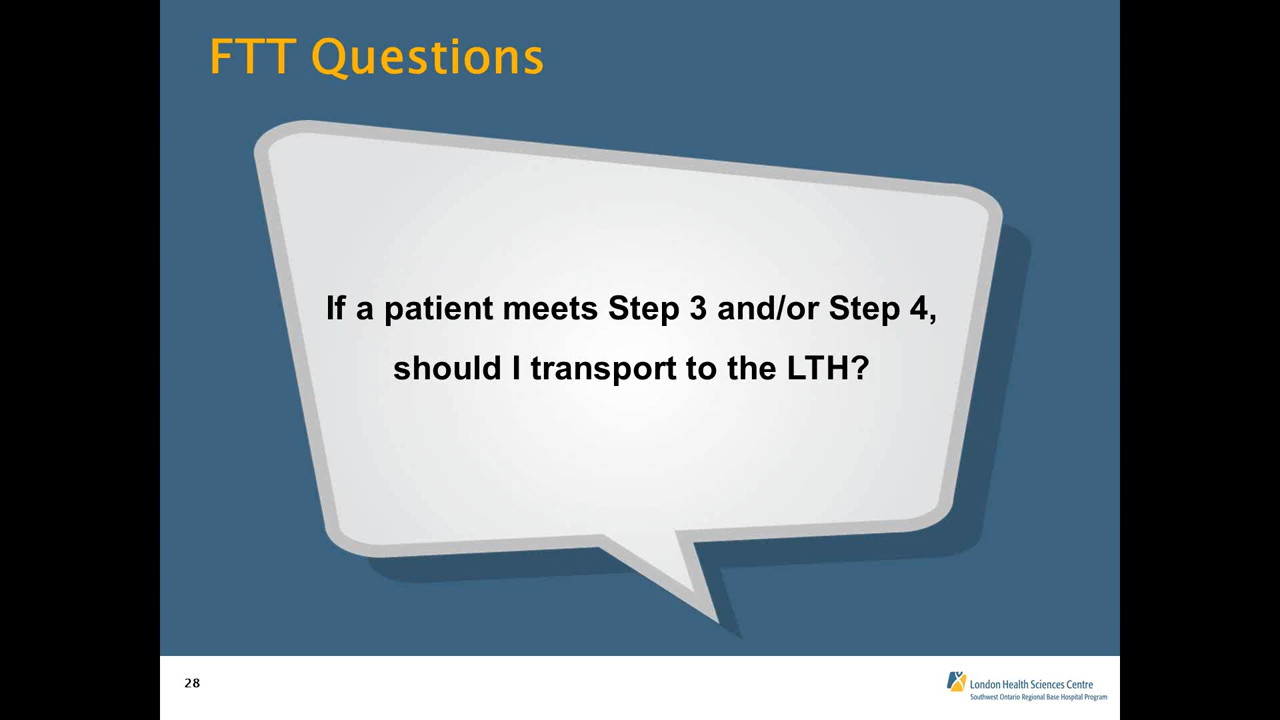 FTT Questions
If a patient meets Step 3 and/or Step 4,
should I transport to the LTH?
28
London Health Sciences Centre
Southwest Ontario Regional Base Hospital Program